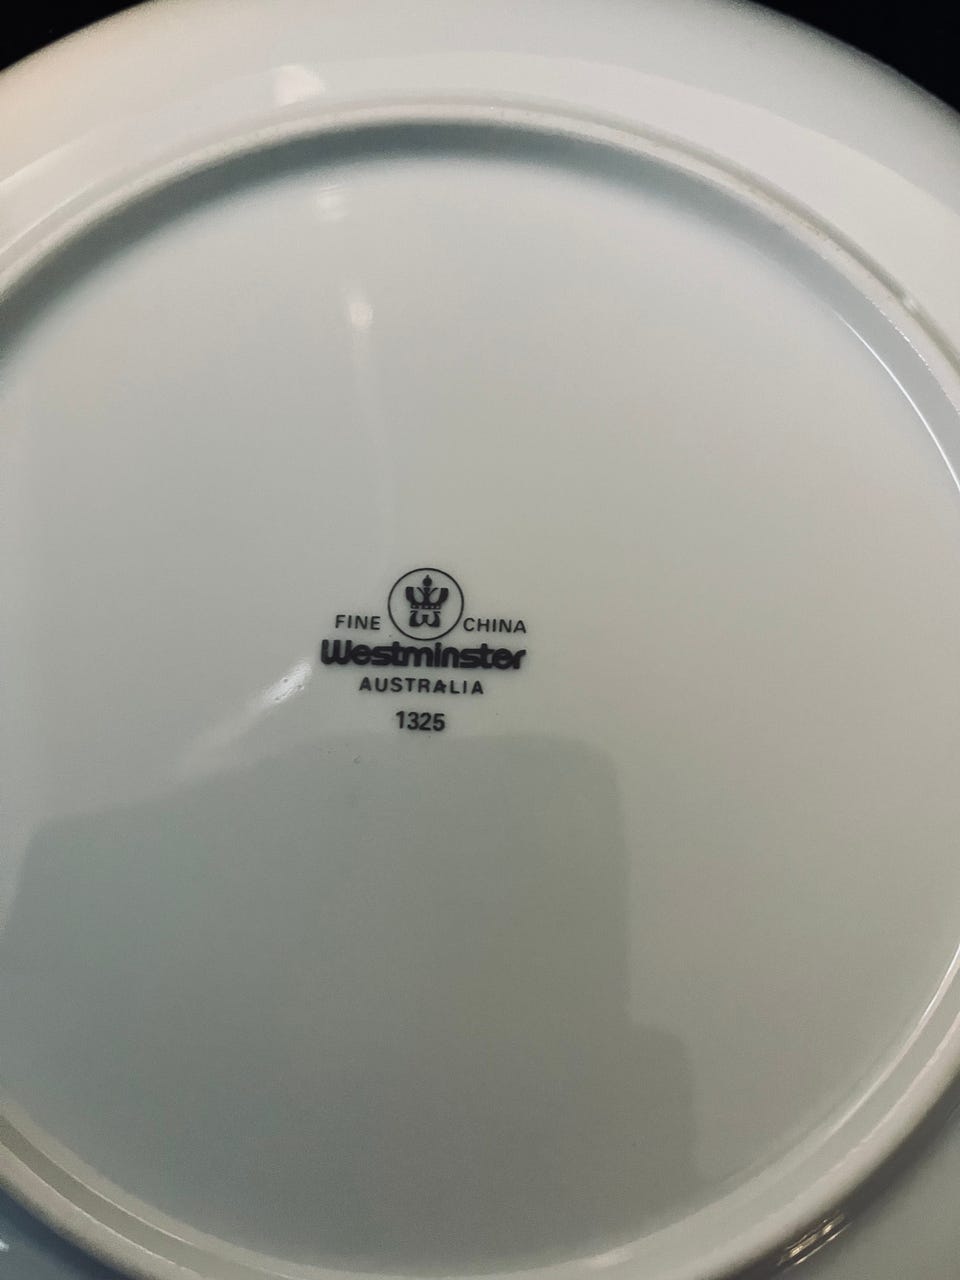 FINE CHINA
Westminster
AUSTRALIA
1325